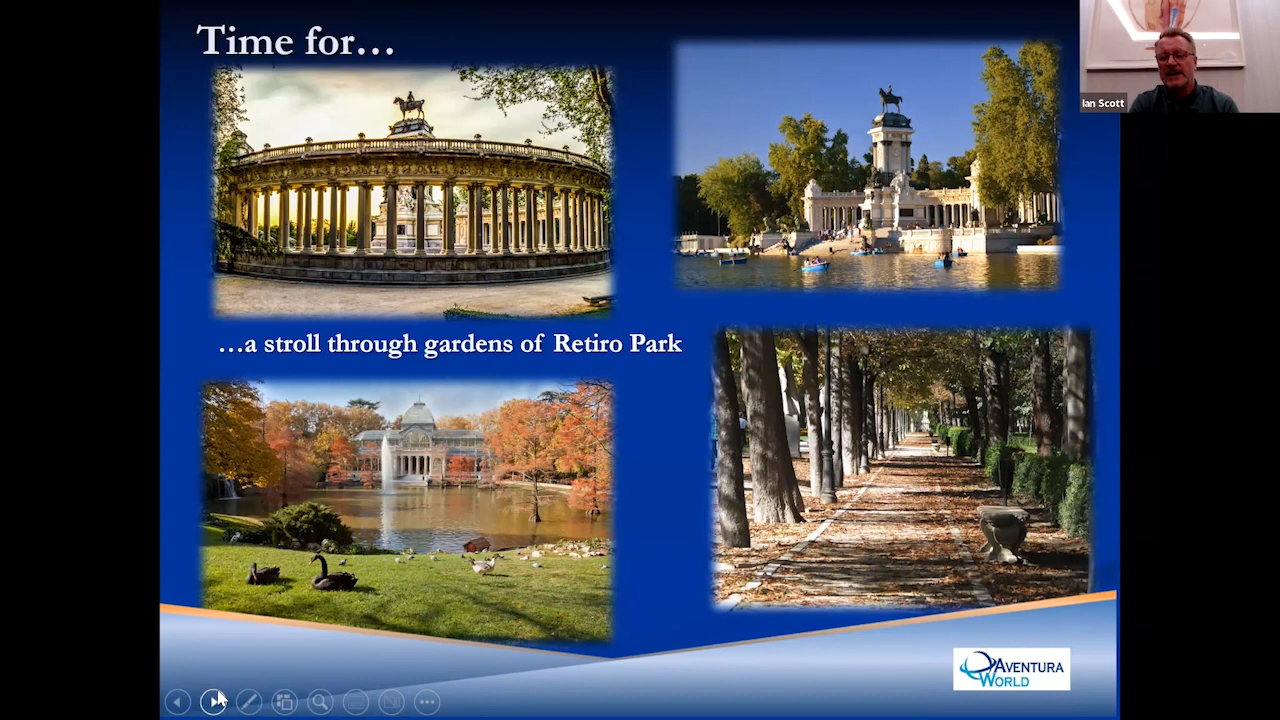 Time for…
Ian Scott
…a stroll through gardens of Retiro Park
AVENTURA
WORLD